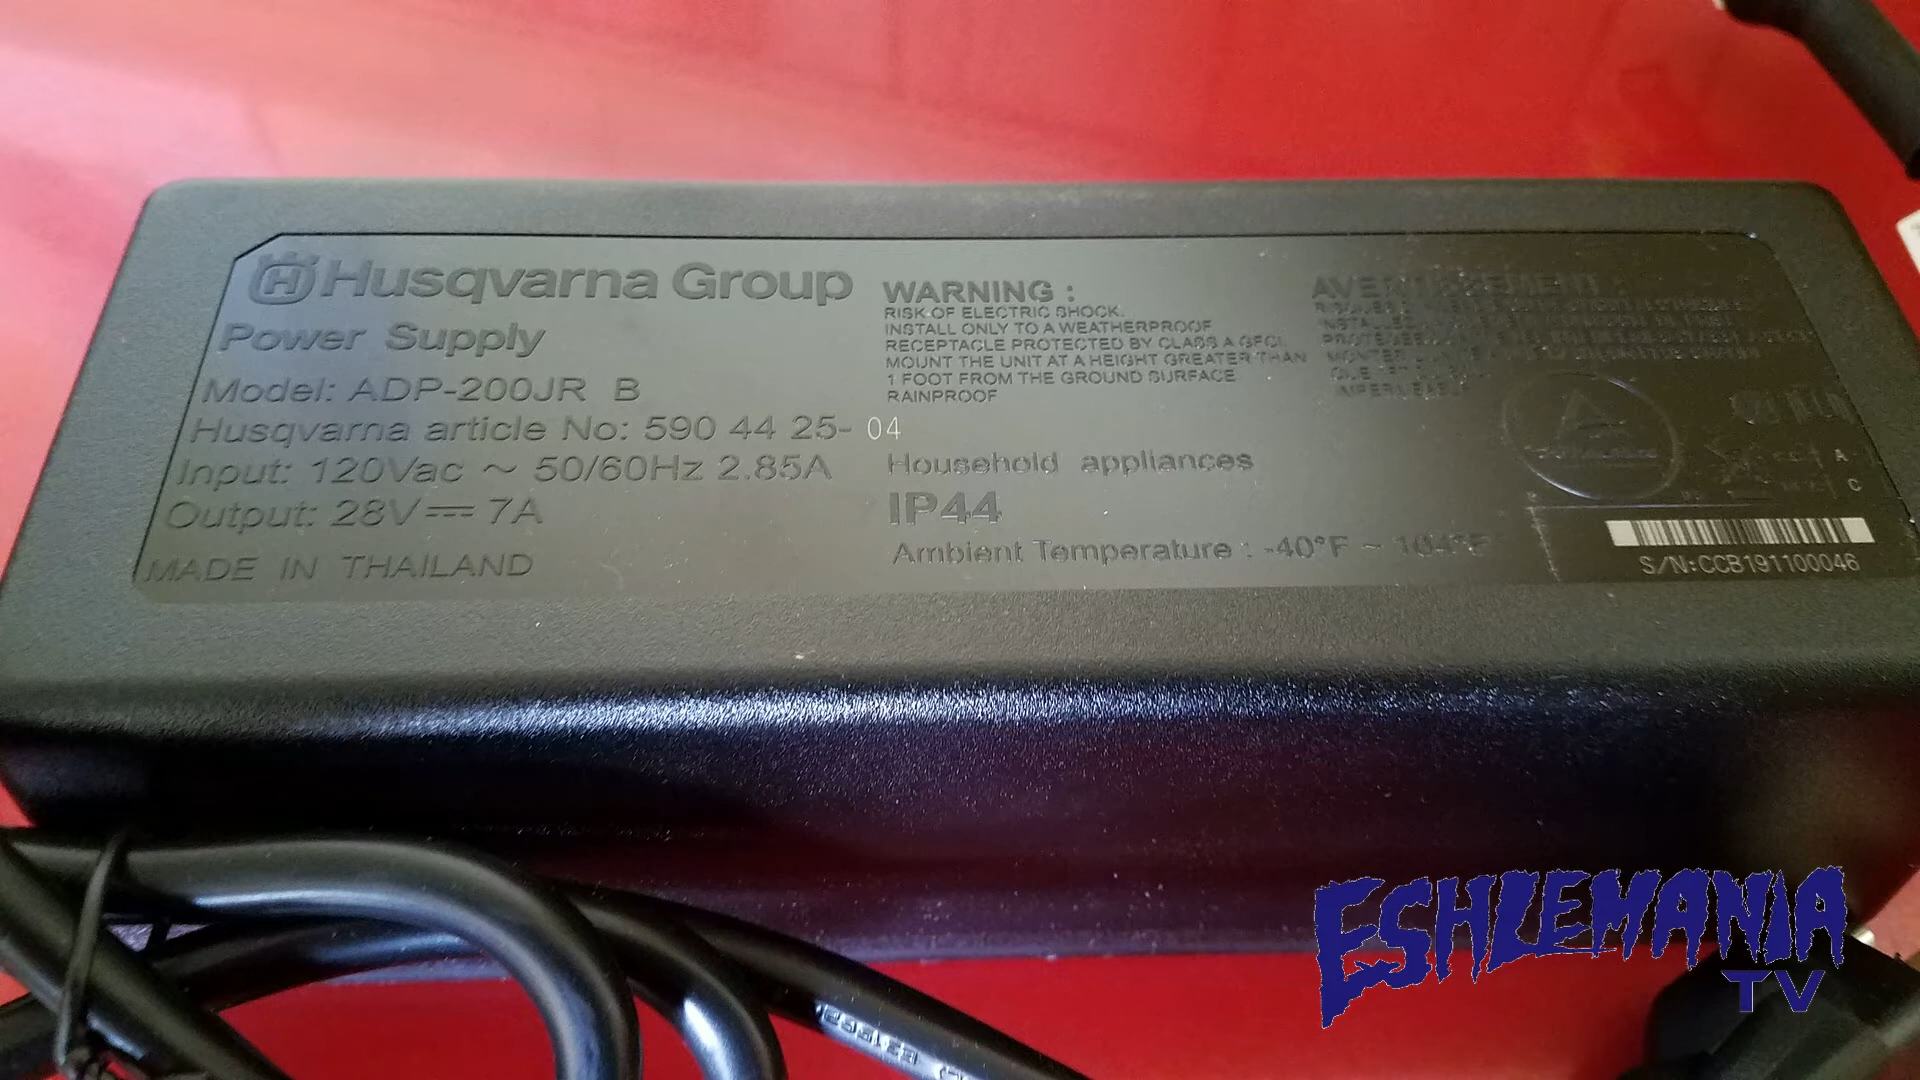 Husqvarna Group
Power Supply
Model: ADP-200JR B
Husqvarna article No: 590 44 25- 04
Input: 120Vac ~ 50/60Hz 2.85A
Output: 28V 7A
MADE IN THAILAND
WARNING :
RISK OF ELECTRIC SHOCK.
INSTALL ONLY TO A WEATHERPROOF
RECEPTACLE PROTECTED BY CLASS A GFCI.
MOUNT THE UNIT AT A HEIGHT GREATER THAN
1 FOOT FROM THE GROUND SURFACE
RAINPROOF
Household appliances
IP44
Ambient Temperature : -40°F ~ 104°F
AVERTISSEMENT :
A
C
S/N:CCB191100046
ESHLEMANIA
TV